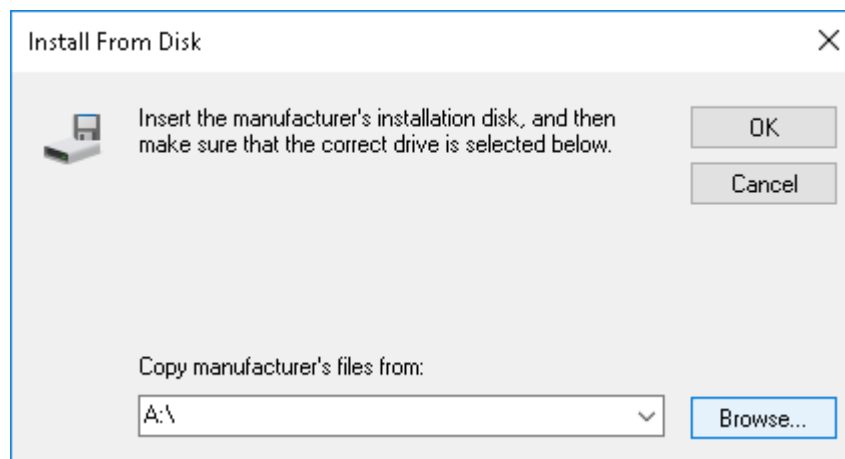 Install From Disk
Insert the manufacturer's installation disk, and then
make sure that the correct drive is selected below.
OK
Cancel
Copy manufacturer's files from:
A:\
Browse...